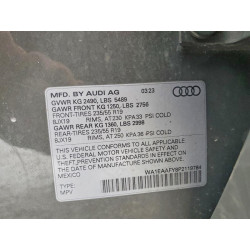 MFD. BY AUDI AG 03:23
GVWR KG 2490, LBS 5489
GAWR FRONT KG 1250, LBS 2756
FRONT-TIRES 235/55 R19
8JX19 RIMS, AT 230 KPA 33 PSI COLD
GAWR REAR KG 1360, LBS 2998
REAR-TIRES 235/55 R19
8JX19 RIMS, AT 250 KPA 36 PSI COLD
THIS VEHICLE CONFORMS TO ALL APPLICABLE
U.S. FEDERAL MOTOR VEHICLE SAFETY AND
THEFT PREVENTION STANDARDS IN EFFECT ON
THE DATE OF MANUFACTURE SHOWN ABOVE.
MEXICO
TYPE:
MPV